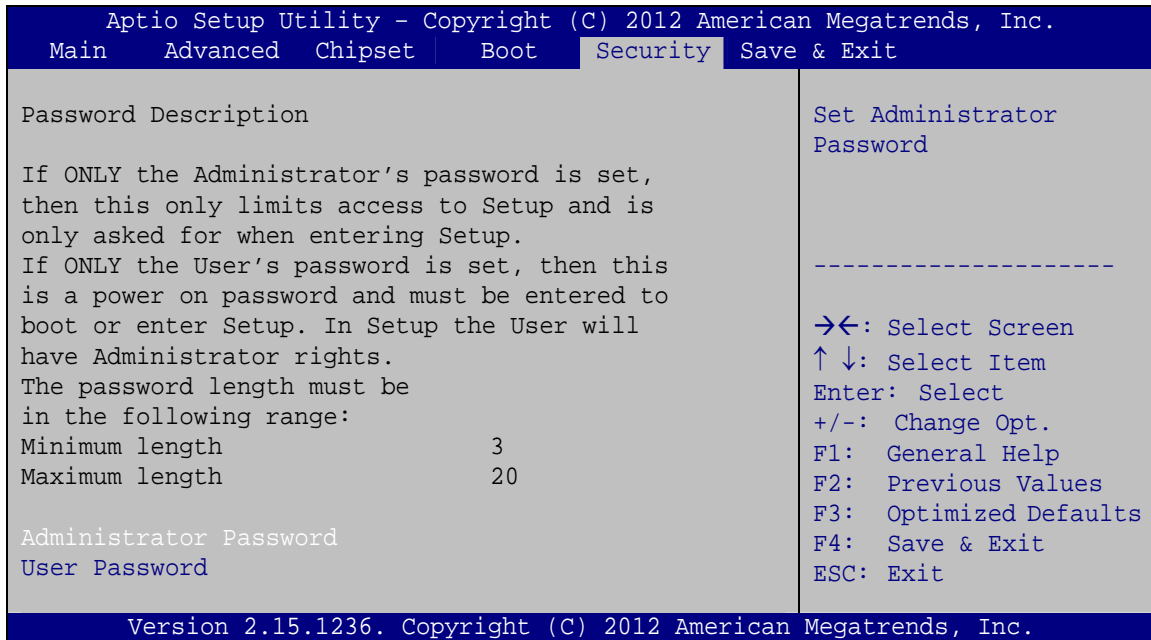 Aptio Setup Utility – Copyright (C) 2012 American Megatrends, Inc.
Main Advanced Chipset Boot Security Save & Exit
Password Description
If ONLY the Administrator’s password is set,
then this only limits access to Setup and is
only asked for when entering Setup.
If ONLY the User’s password is set, then this
is a power on password and must be entered to
boot or enter Setup. In Setup the User will
have Administrator rights.
The password length must be
in the following range:
Minimum length 3
Maximum length 20
Administrator Password
User Password
Set Administrator
Password
---------------------
→←: Select Screen
↑ ↓: Select Item
Enter: Select
+/-: Change Opt.
F1: General Help
F2: Previous Values
F3: Optimized Defaults
F4: Save & Exit
ESC: Exit
Version 2.15.1236. Copyright (C) 2012 American Megatrends, Inc.